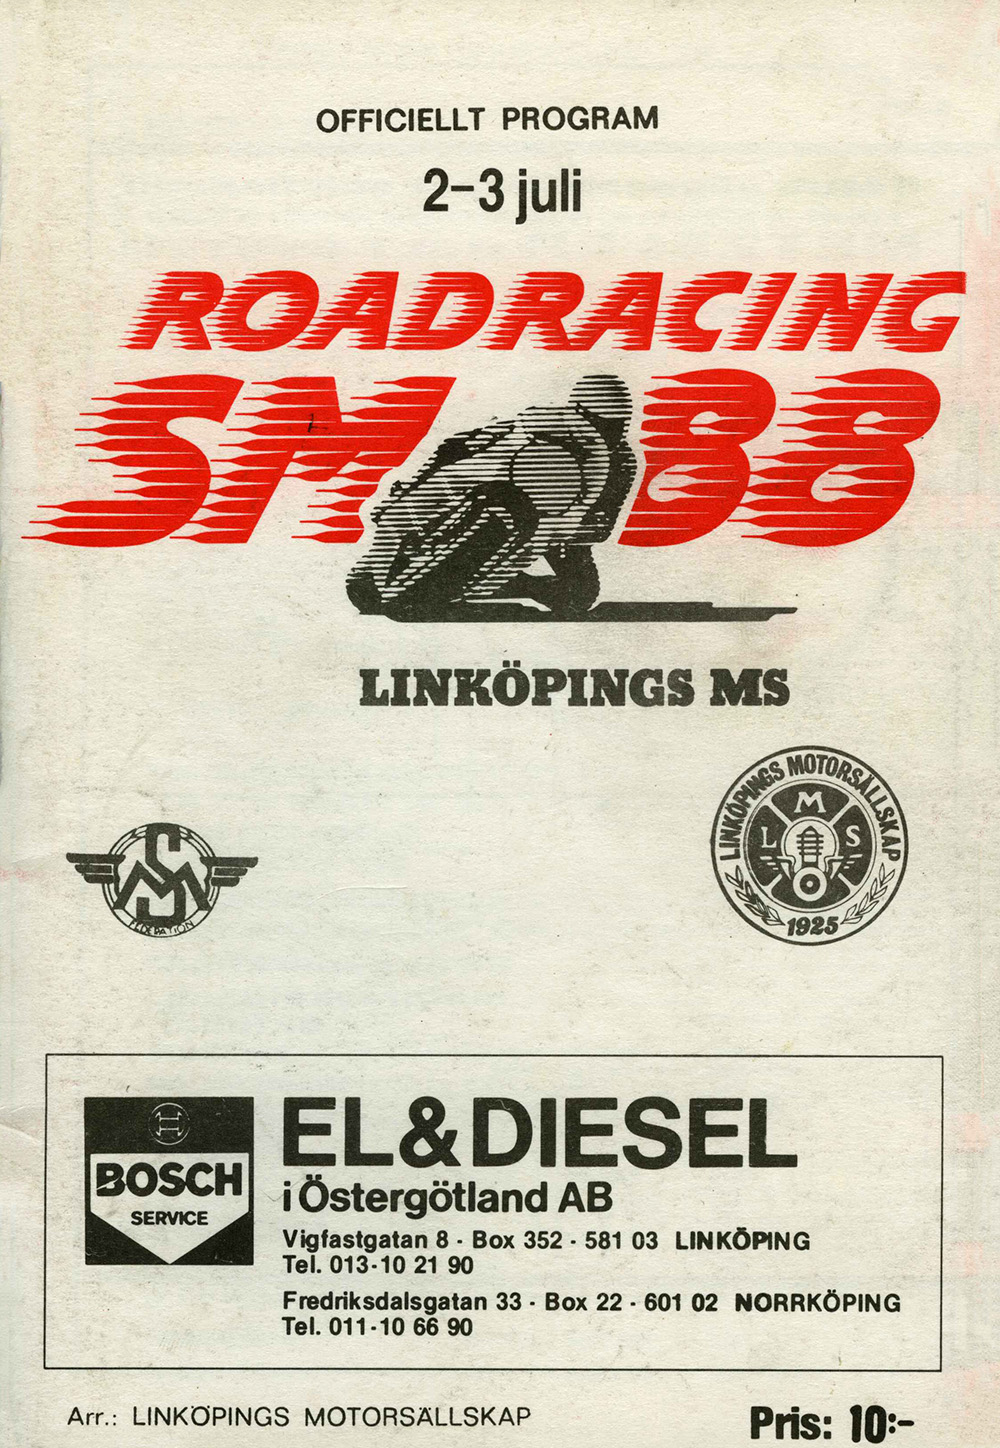 OFFICIELLT PROGRAM
2-3 juli
ROADRACING
SM 88
LINKÖPINGS MS
SMF
FEDERATION
LINKÖPINGS MOTORSÄLLSKAP
L M S
1925
BOSCH
SERVICE
EL & DIESEL
i Östergötland AB
Vigfastgatan 8 · Box 352 · 581 03 LINKÖPING
Tel. 013-10 21 90
Fredriksdalsgatan 33 · Box 22 · 601 02 NORRKÖPING
Tel. 011-10 66 90
Arr.: LINKÖPINGS MOTORSÄLLSKAP
Pris: 10:-